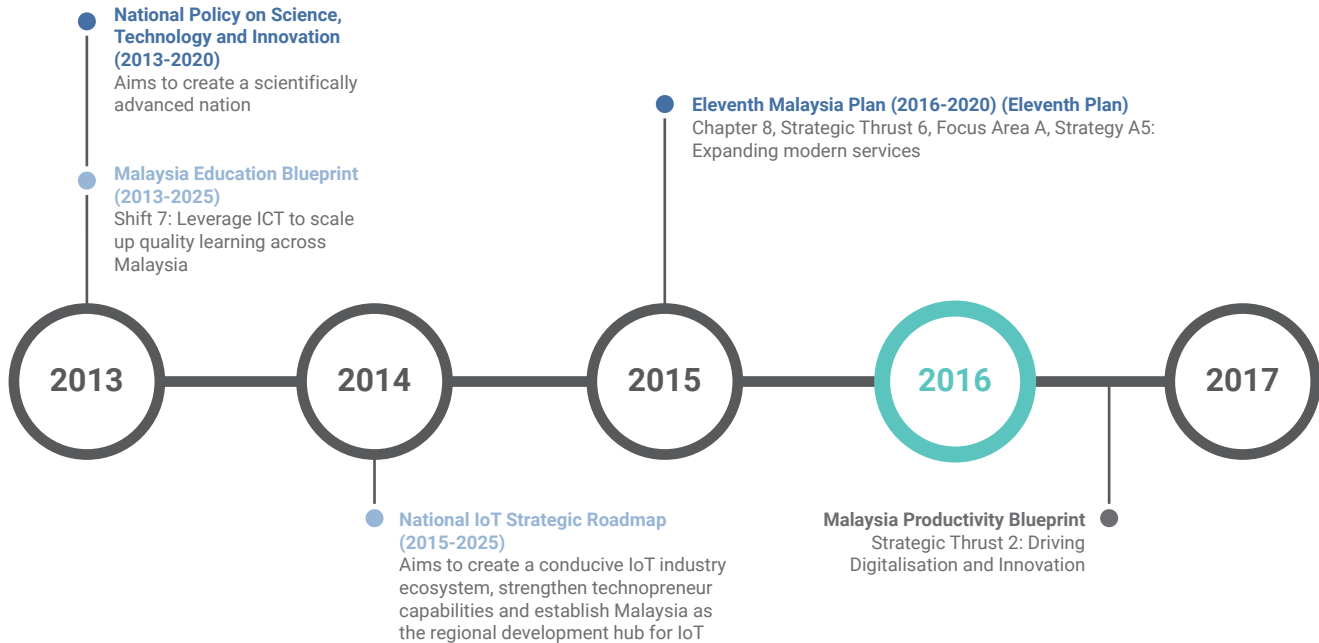 National Policy on Science,
Technology and Innovation
(2013-2020)
Aims to create a scientifically
advanced nation
Malaysia Education Blueprint
(2013-2025)
Shift 7: Leverage ICT to scale
up quality learning across
Malaysia
Eleventh Malaysia Plan (2016-2020) (Eleventh Plan)
Chapter 8, Strategic Thrust 6, Focus Area A, Strategy A5:
Expanding modern services
2013
2014
2015
2016
2017
National IoT Strategic Roadmap
(2015-2025)
Aims to create a conducive IoT industry
ecosystem, strengthen technopreneur
capabilities and establish Malaysia as
the regional development hub for IoT
Malaysia Productivity Blueprint
Strategic Thrust 2: Driving
Digitalisation and Innovation